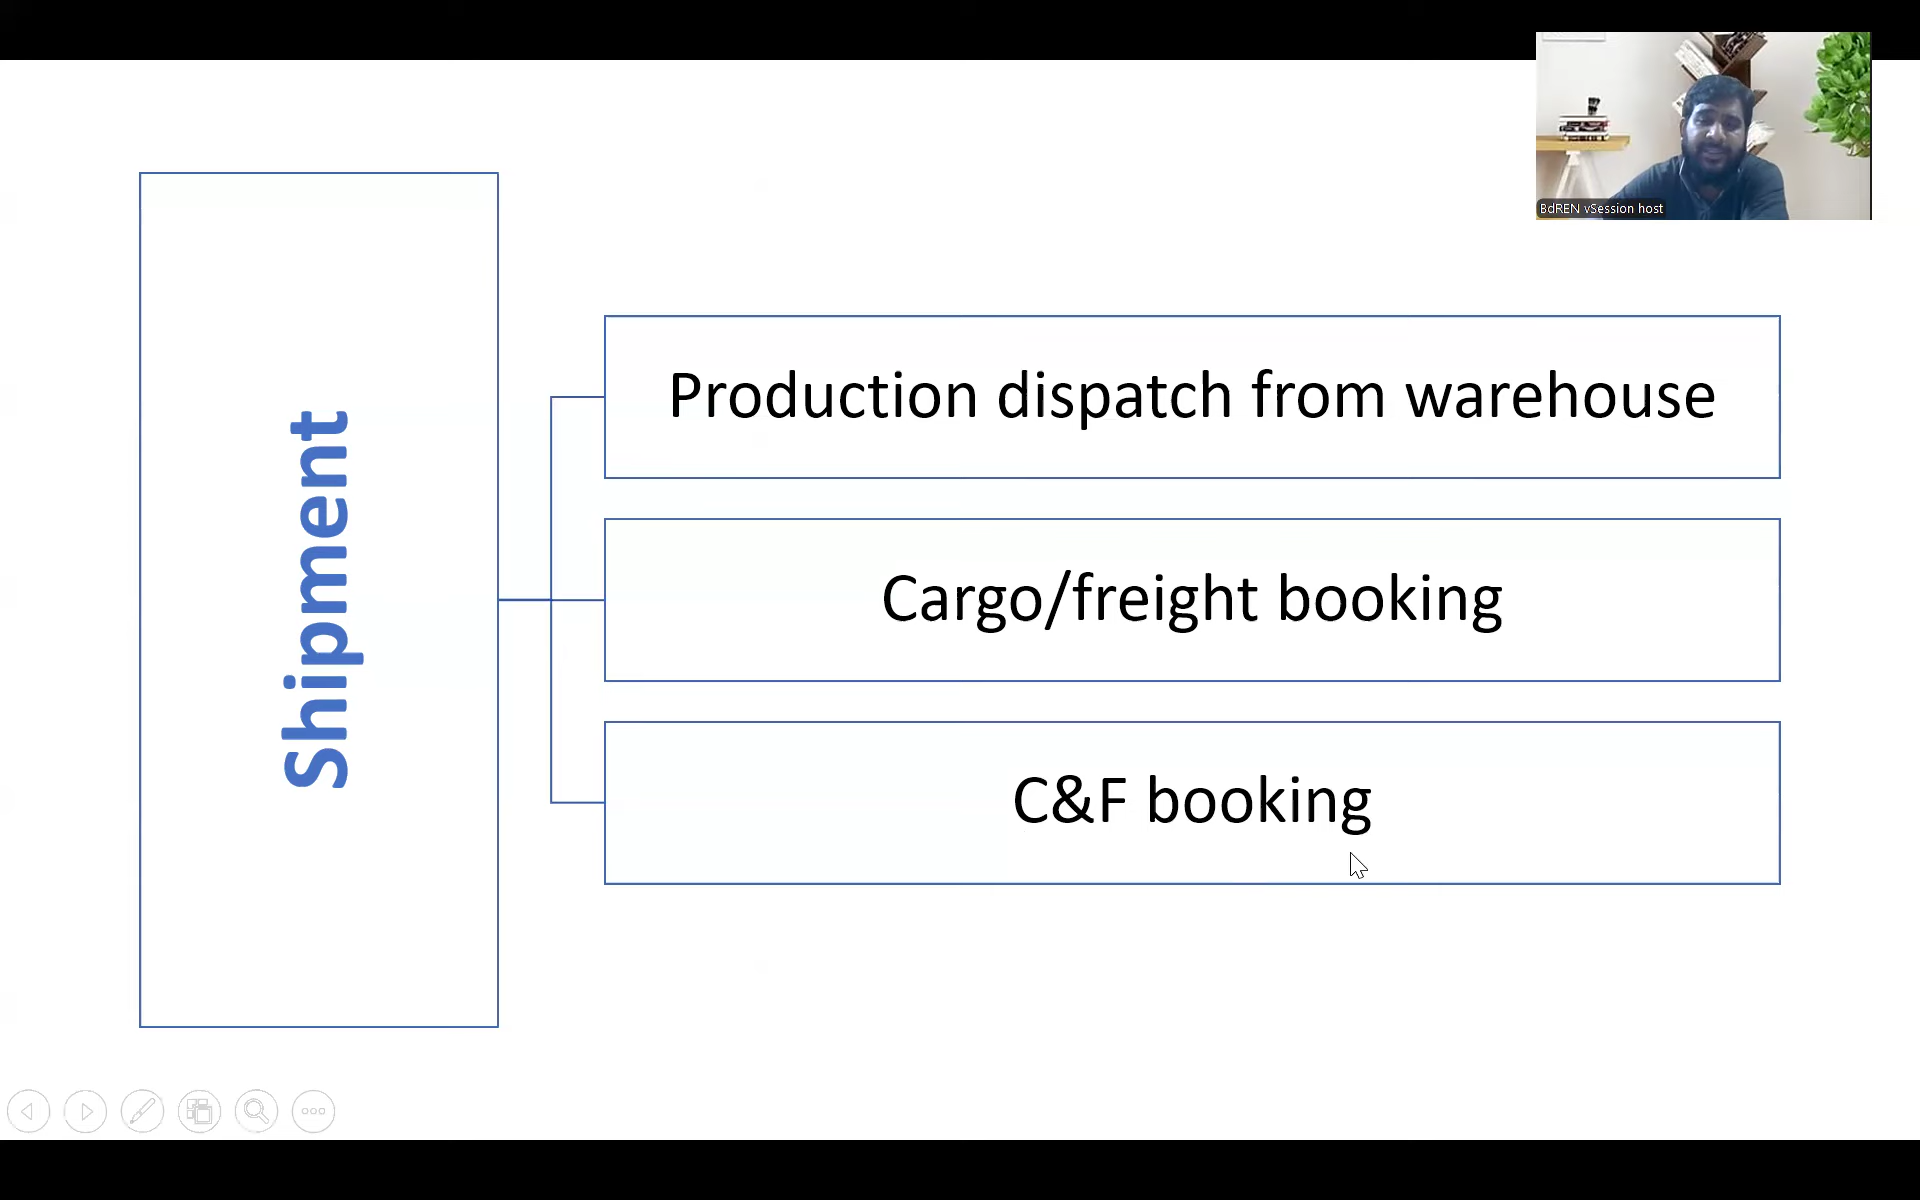 BdREN vSession host
Shipment
Production dispatch from warehouse
Cargo/freight booking
C&F booking